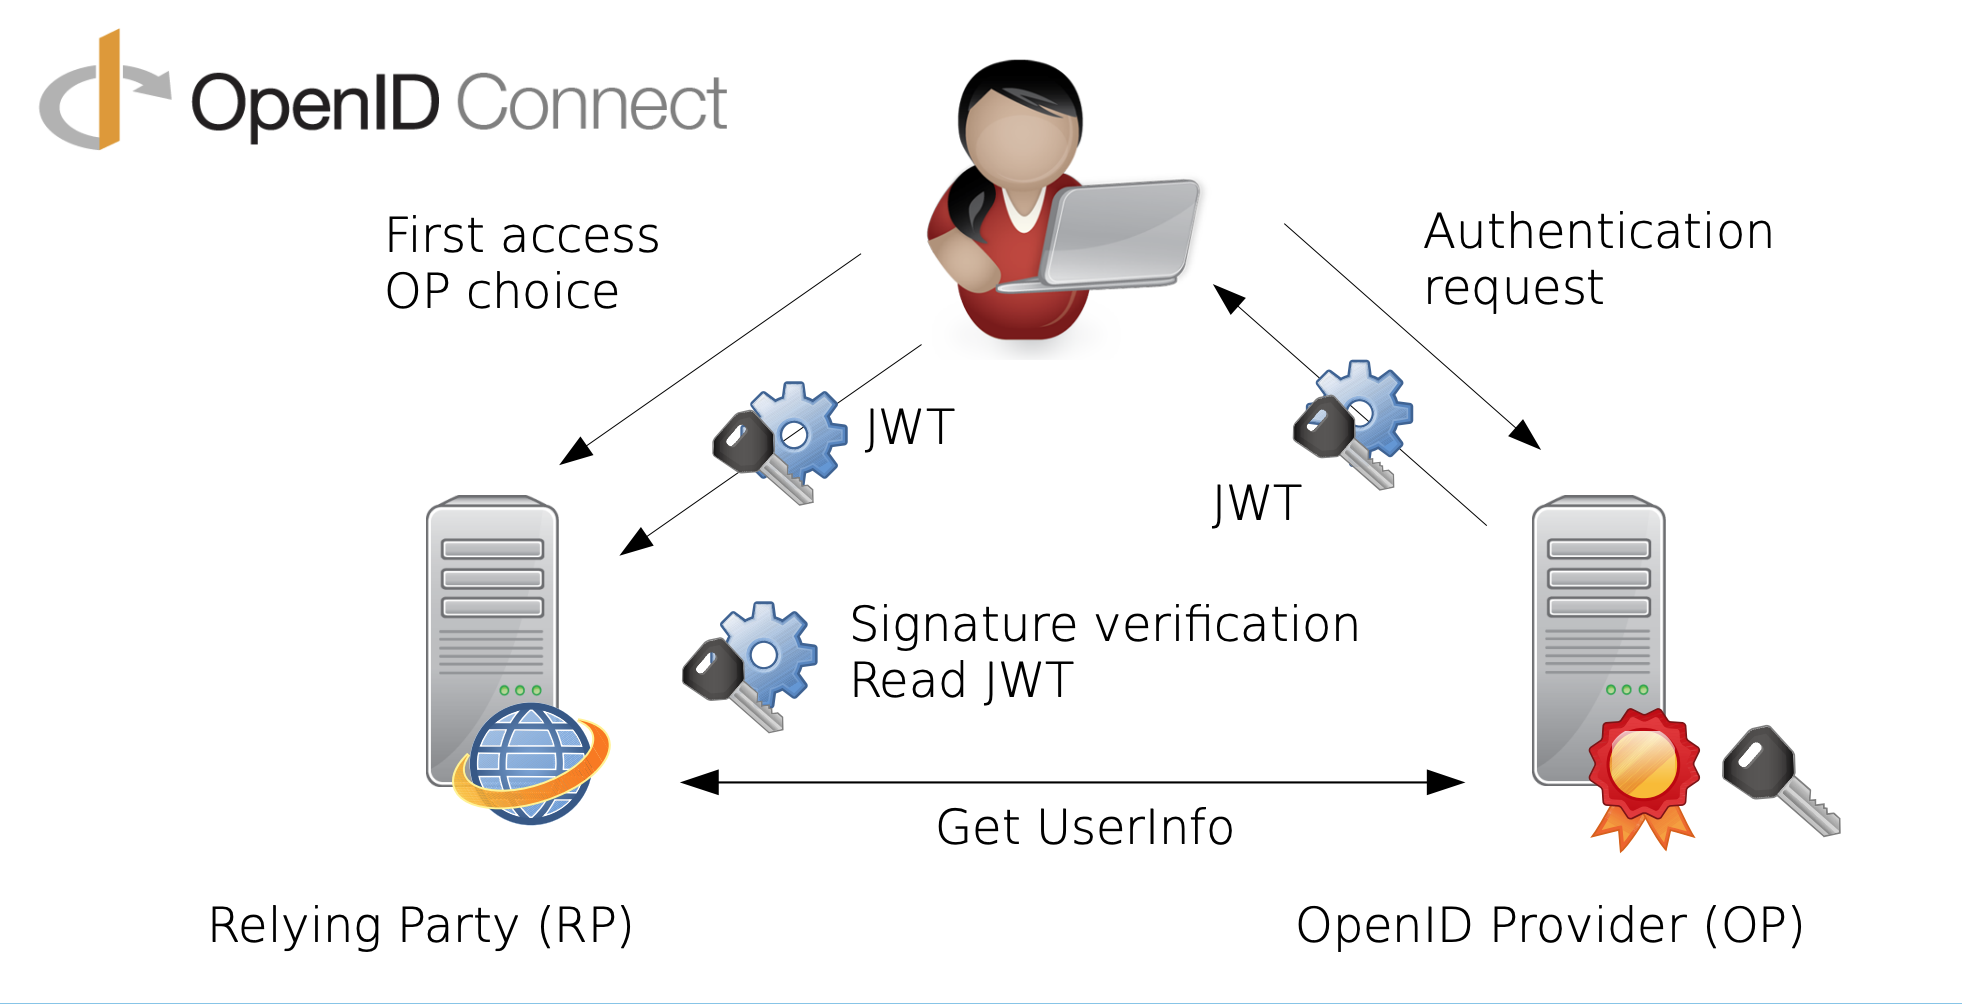 OpenID Connect
First access
OP choice
Authentication
request
JWT
JWT
Signature verification
Read JWT
Get UserInfo
Relying Party (RP)
OpenID Provider (OP)